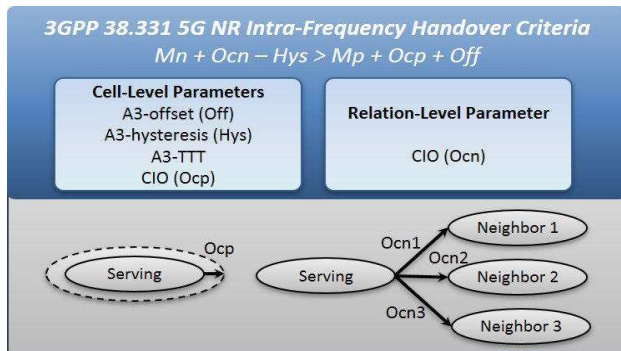 3GPP 38.331 5G NR Intra-Frequency Handover Criteria
Mn + Ocn – Hys > Mp + Ocp + Off
Cell-Level Parameters
A3-offset (Off)
A3-hysteresis (Hys)
A3-TTT
CIO (Ocp)
Relation-Level Parameter
CIO (Ocn)
Serving
Ocp
Serving
Ocn1
Ocn2
Ocn3
Neighbor 1
Neighbor 2
Neighbor 3